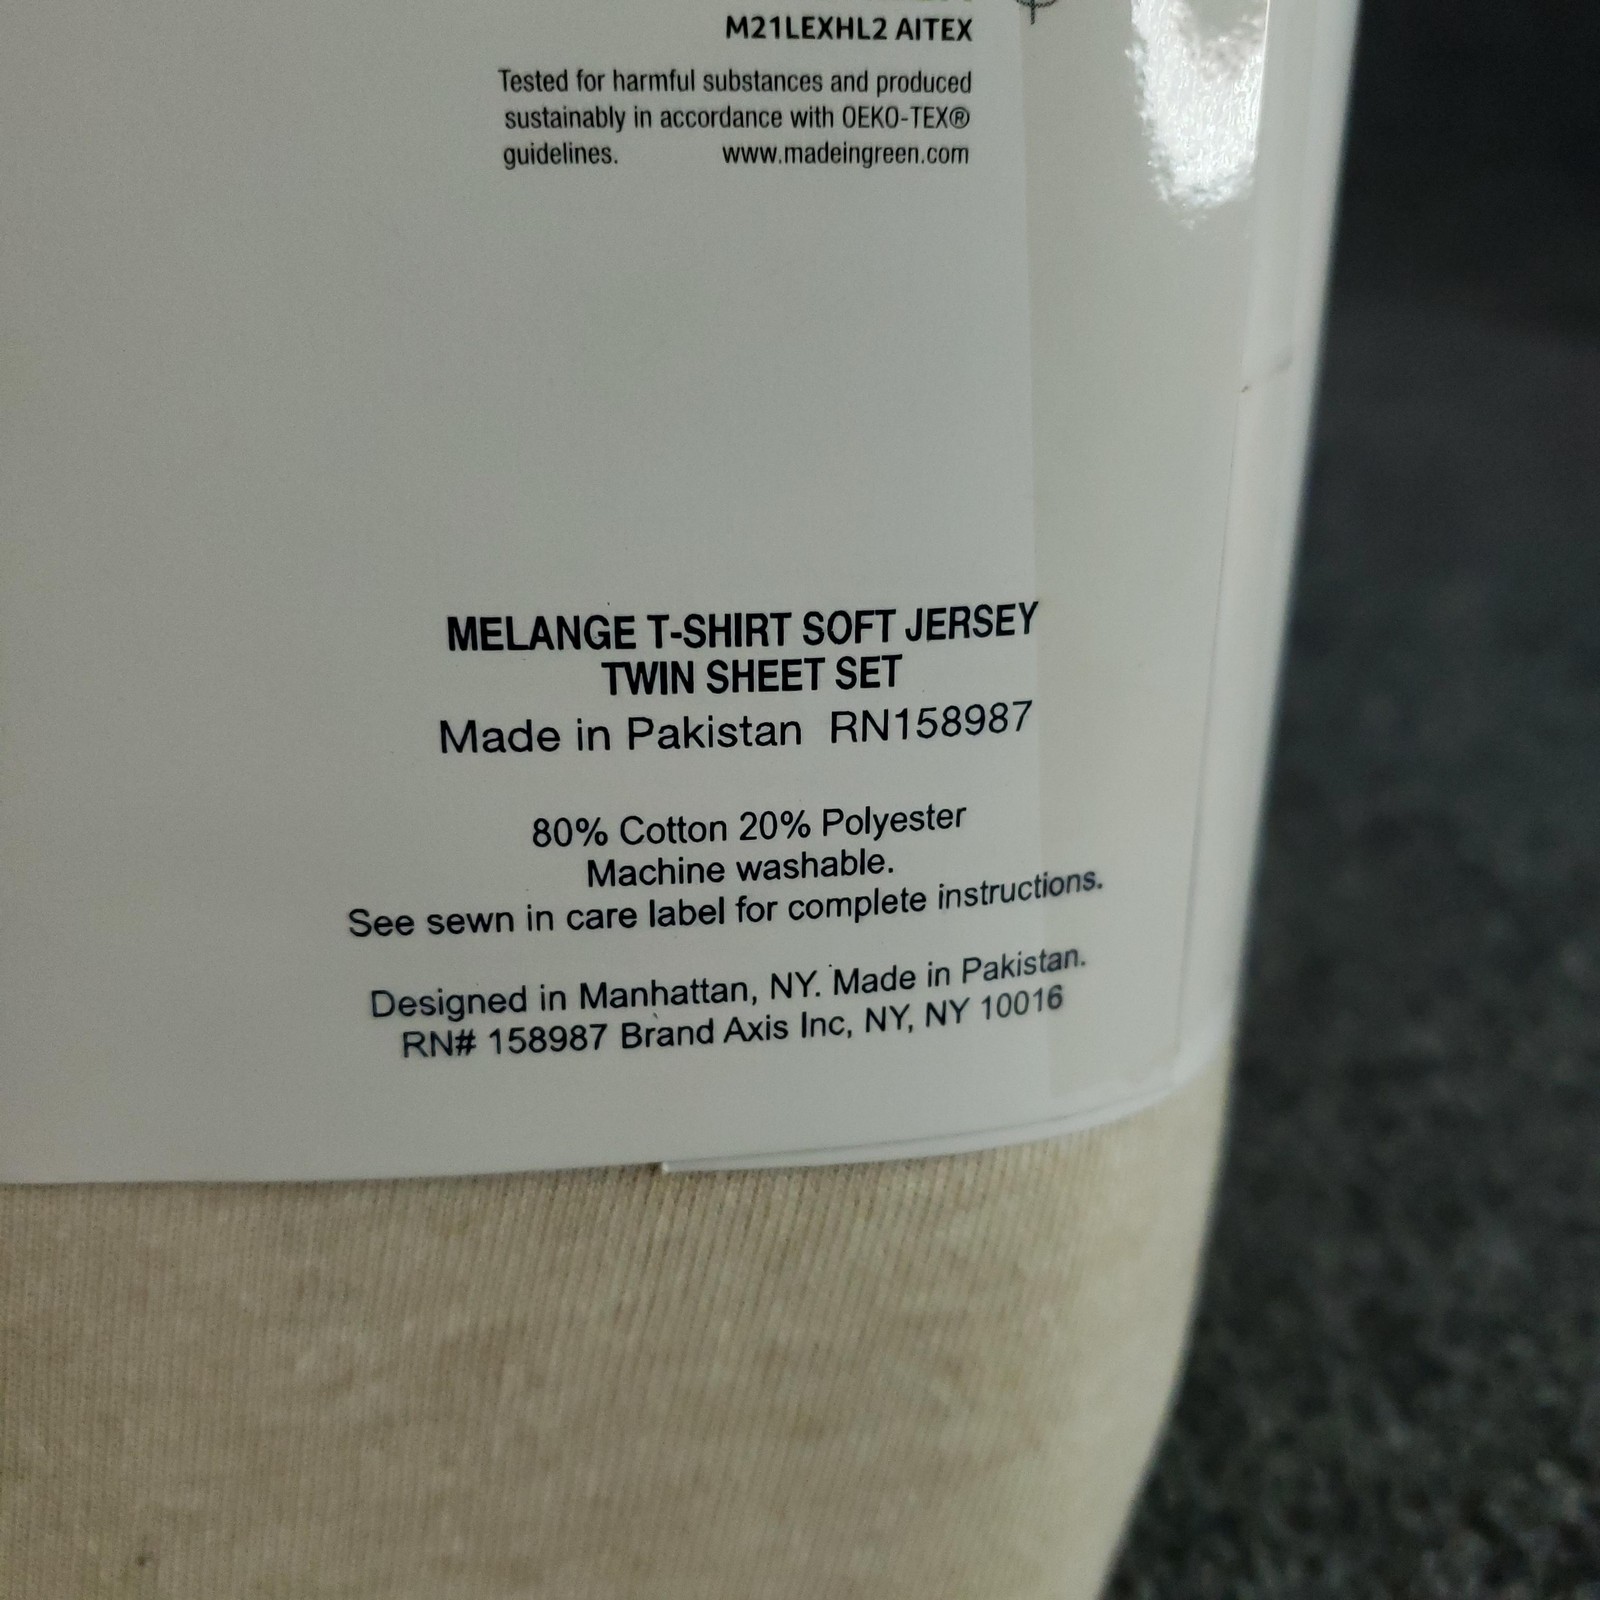 M21LEXHL2 AITEX
Tested for harmful substances and produced
sustainably in accordance with OEKO-TEX®
guidelines. www.madeingreen.com
MELANGE T-SHIRT SOFT JERSEY
TWIN SHEET SET
Made in Pakistan RN158987
80% Cotton 20% Polyester
Machine washable.
See sewn in care label for complete instructions.
Designed in Manhattan, NY. Made in Pakistan.
RN# 158987 Brand Axis Inc, NY, NY 10016